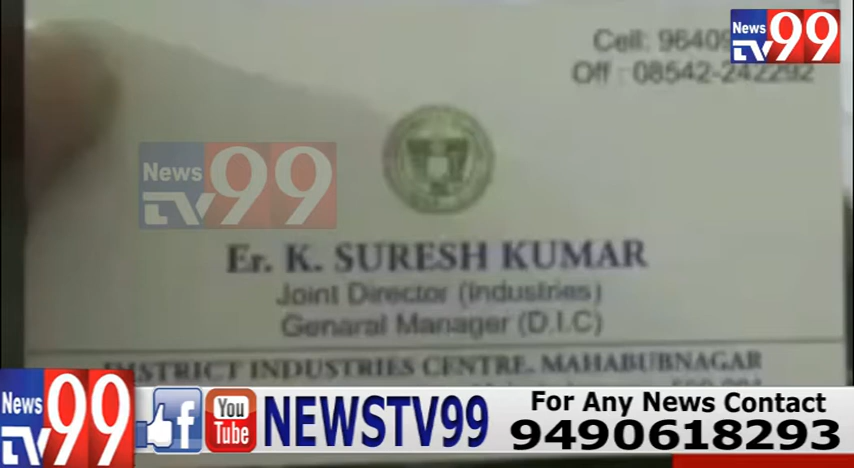 News
TV99
Cell: 9640
Off : 08542-242292
News
TV99
Er. K. SURESH KUMAR
Joint Director (Industries)
Genaral Manager (D.I.C)
DISTRICT INDUSTRIES CENTRE, MAHABUBNAGAR
News
TV99
You
Tube
NEWSTV99
For Any News Contact
9490618293